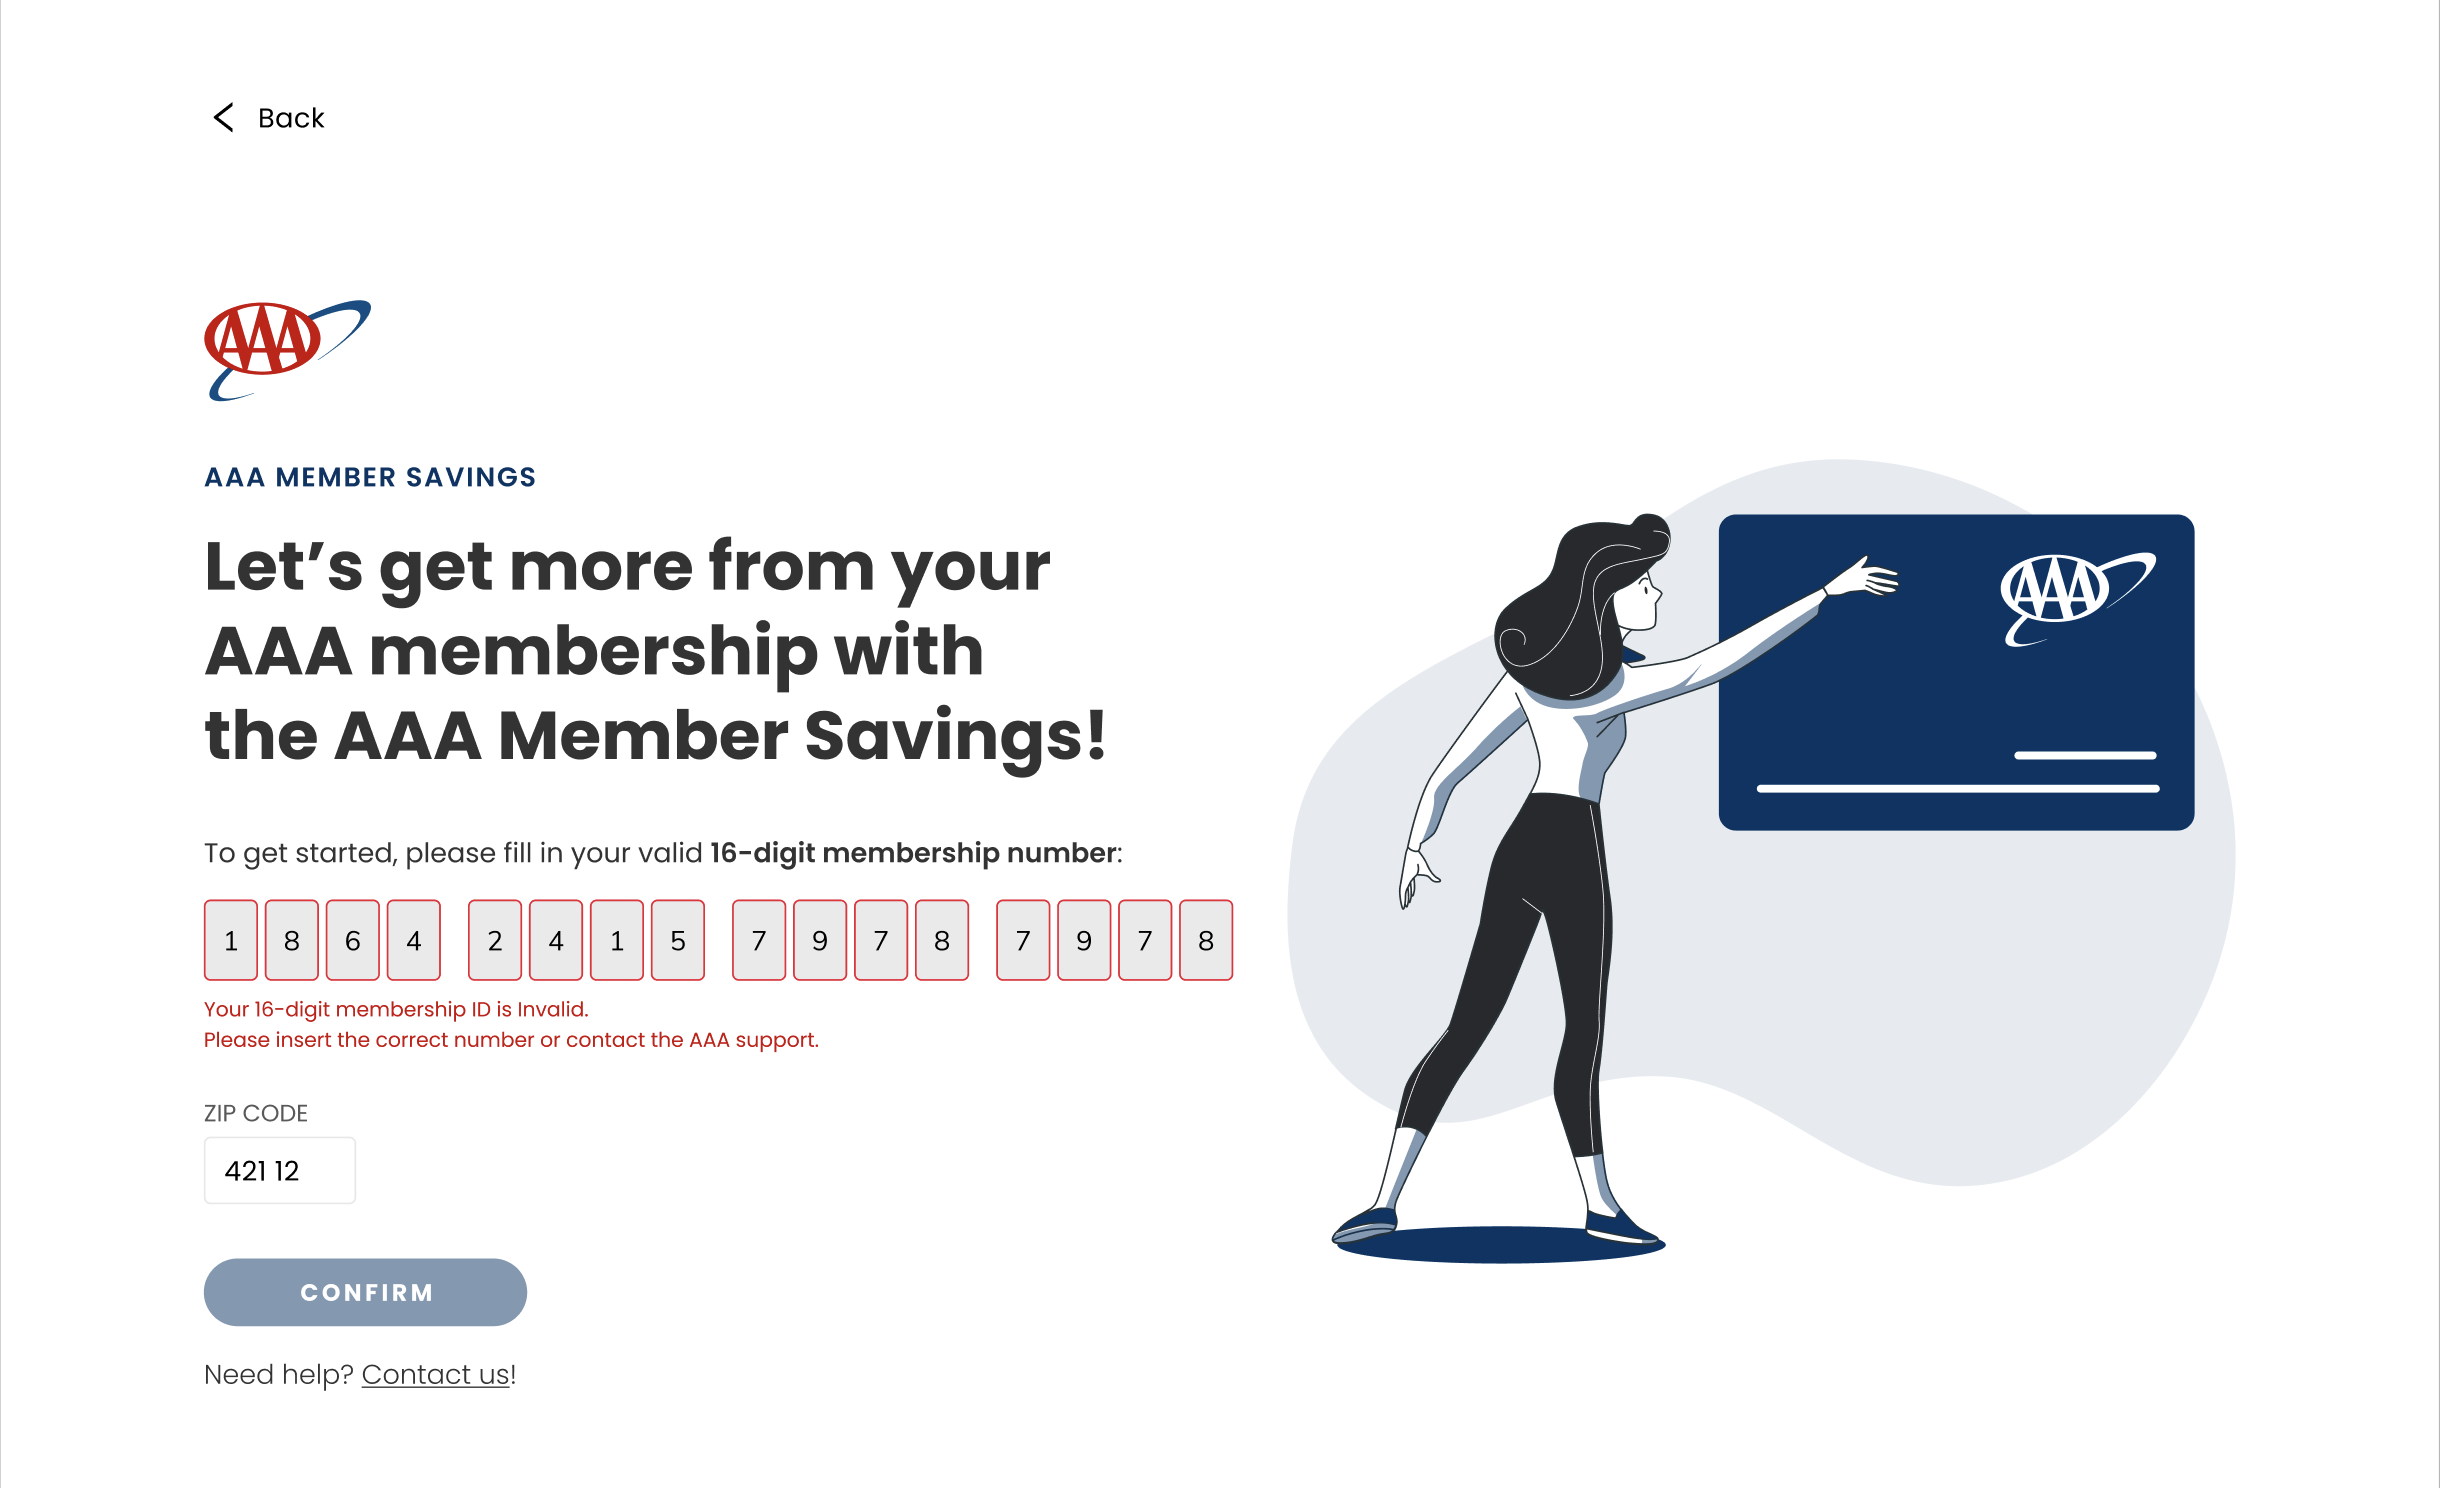 Back
AAA
AAA MEMBER SAVINGS
Let’s get more from your
AAA membership with
the AAA Member Savings!
AAA
To get started, please fill in your valid 16-digit membership number:
1 8 6 4 2 4 1 5 7 9 7 8 7 9 7 8
Your 16-digit membership ID is Invalid.
Please insert the correct number or contact the AAA support.
ZIP CODE
421 12
CONFIRM
Need help? Contact us!